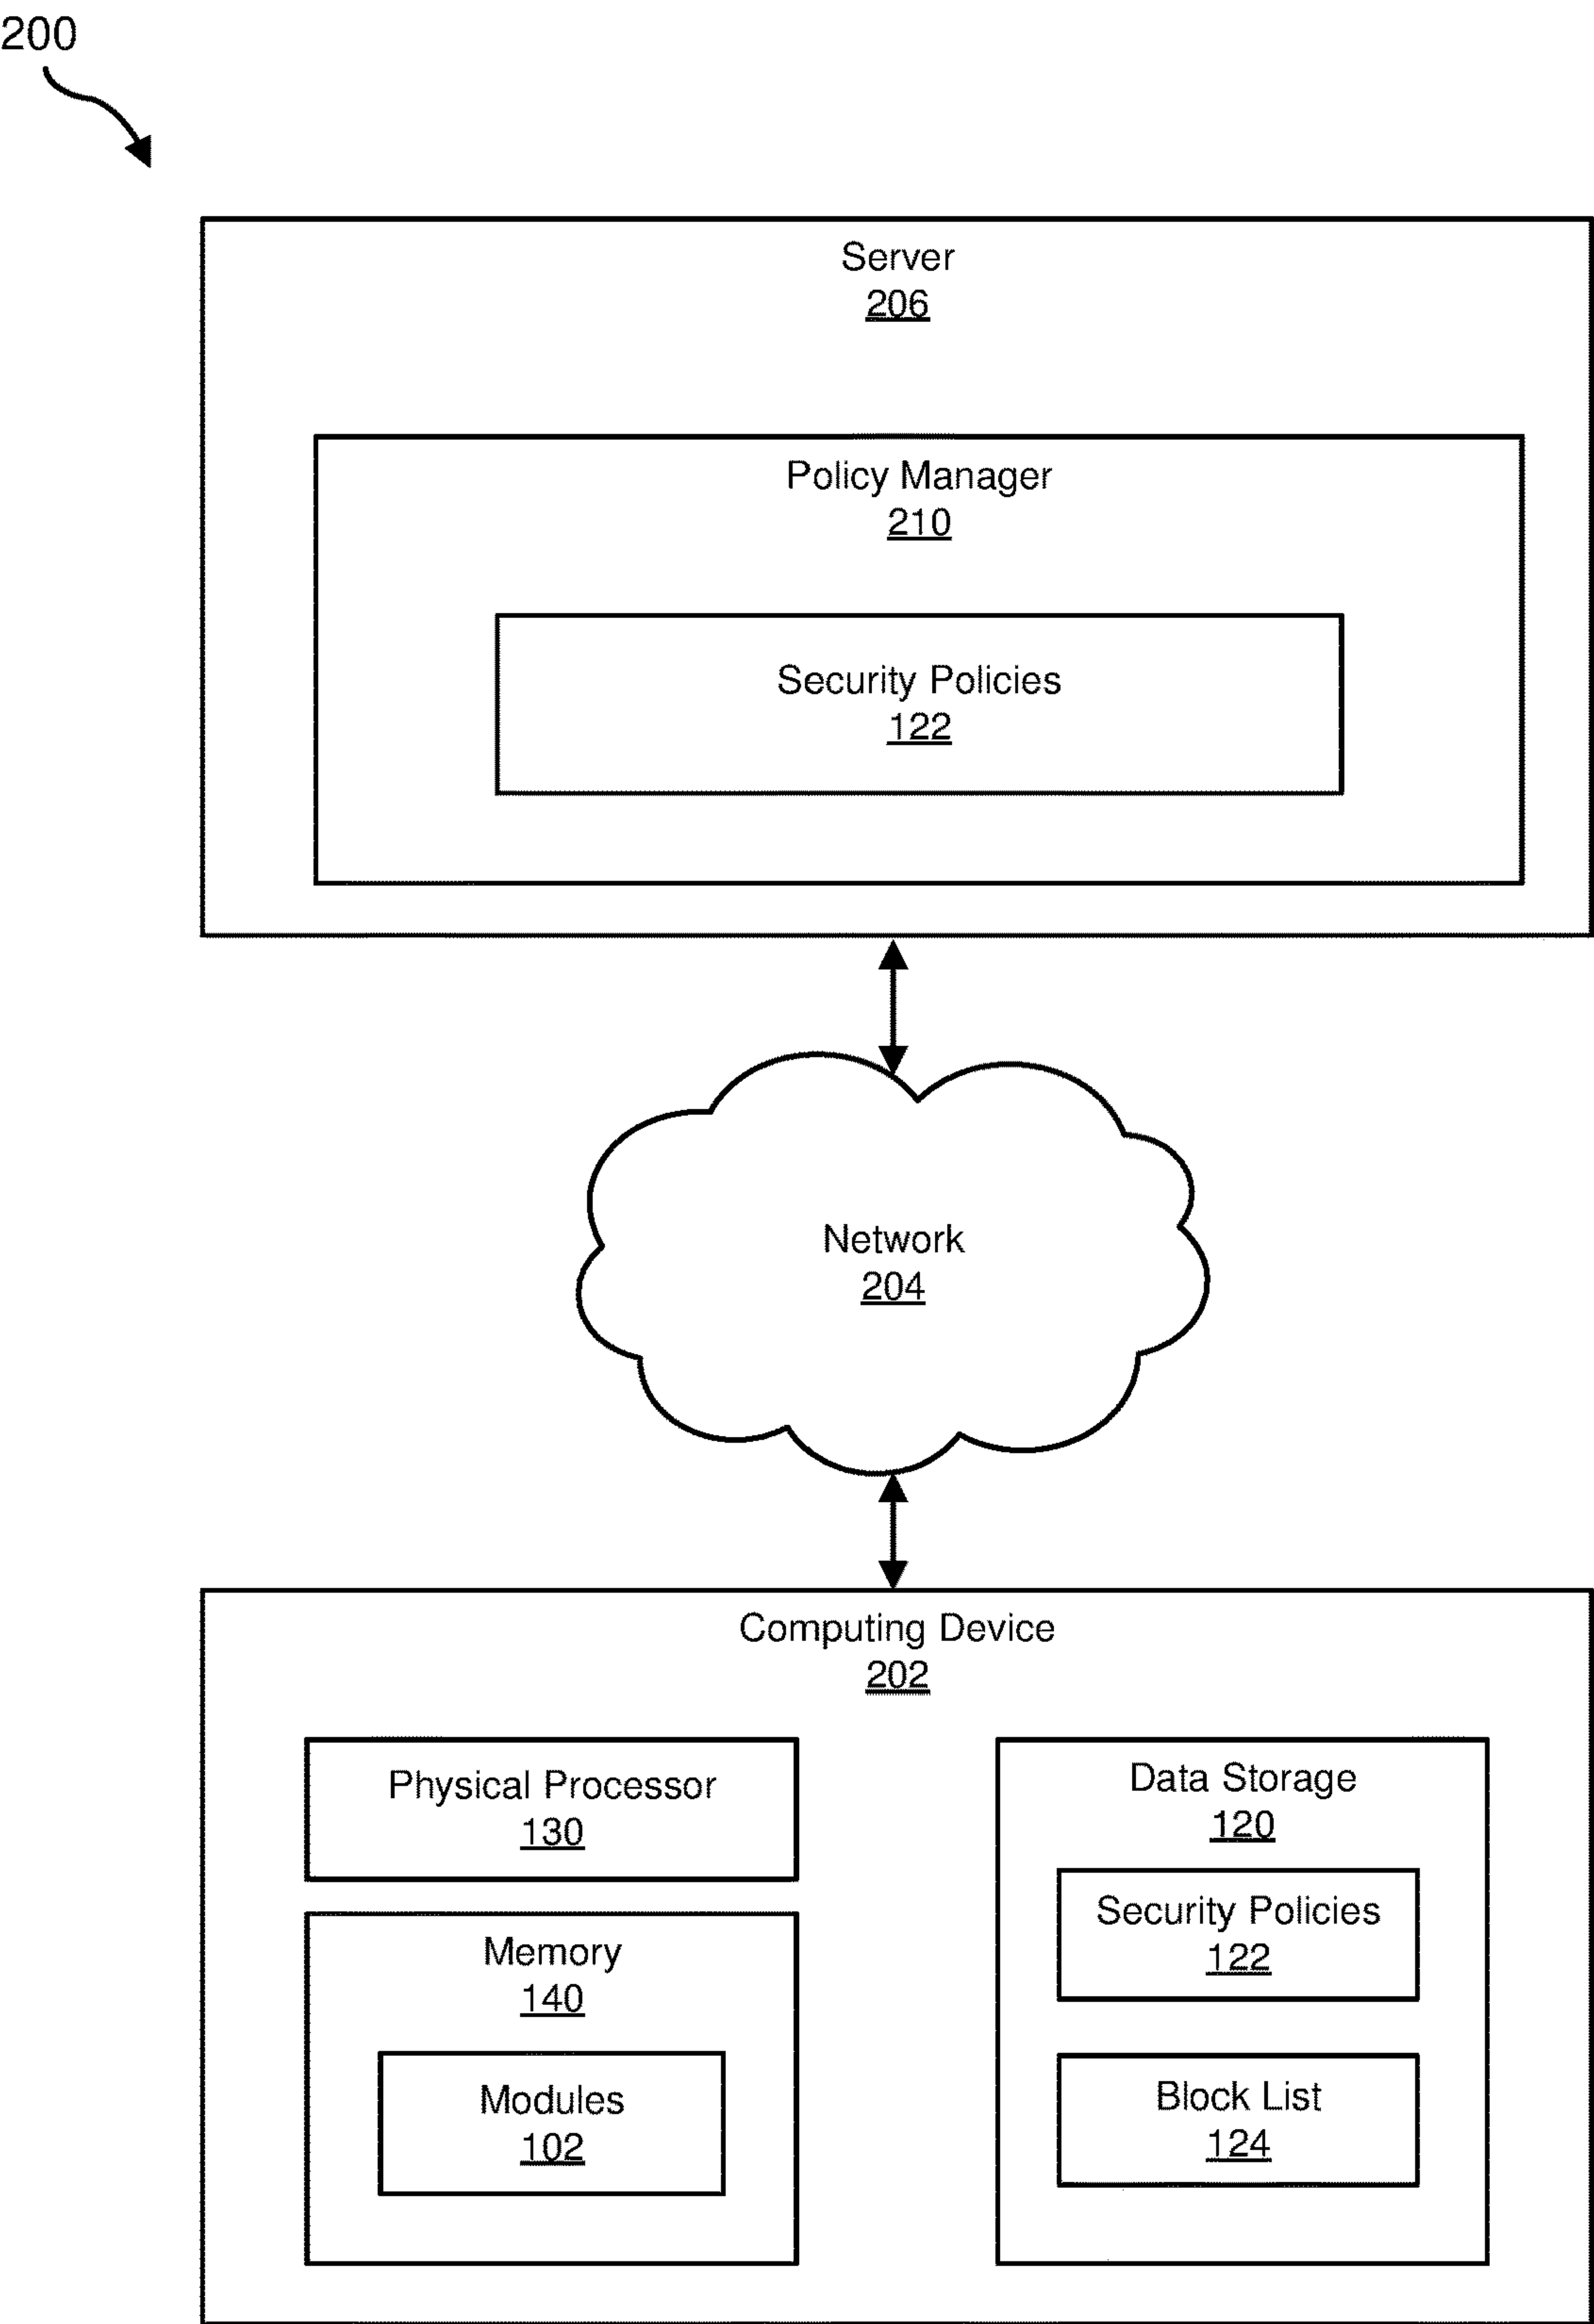 200
Server
206
Policy Manager
210
Security Policies
122
Network
204
Computing Device
202
Physical Processor
130
Memory
140
Modules
102
Data Storage
120
Security Policies
122
Block List
124